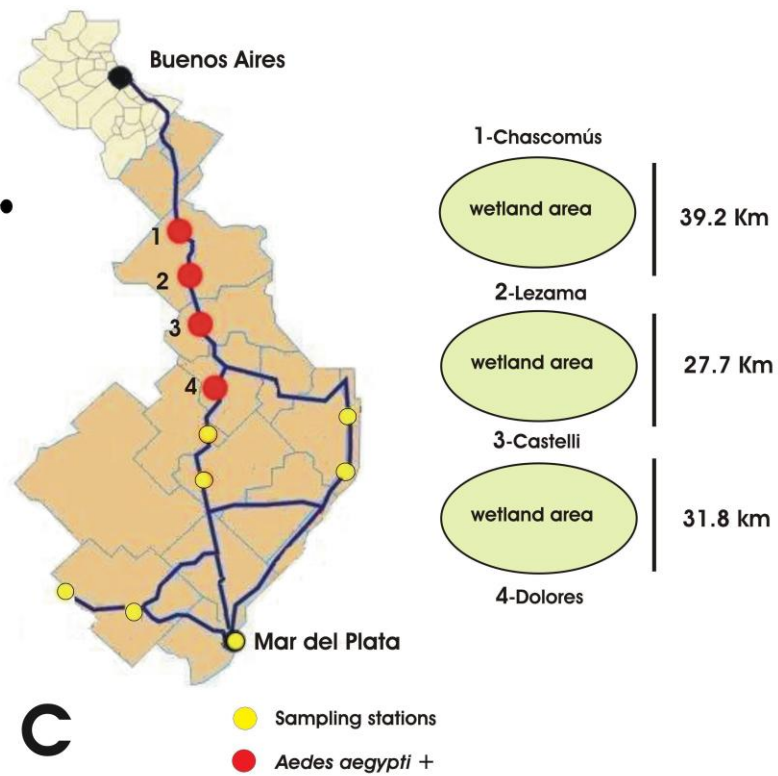 Buenos Aires
1
2
3
4
Mar del Plata
1-Chascomús
wetland area
39.2 Km
2-Lezama
wetland area
27.7 Km
3-Castelli
wetland area
31.8 km
4-Dolores
C
Sampling stations
Aedes aegypti +